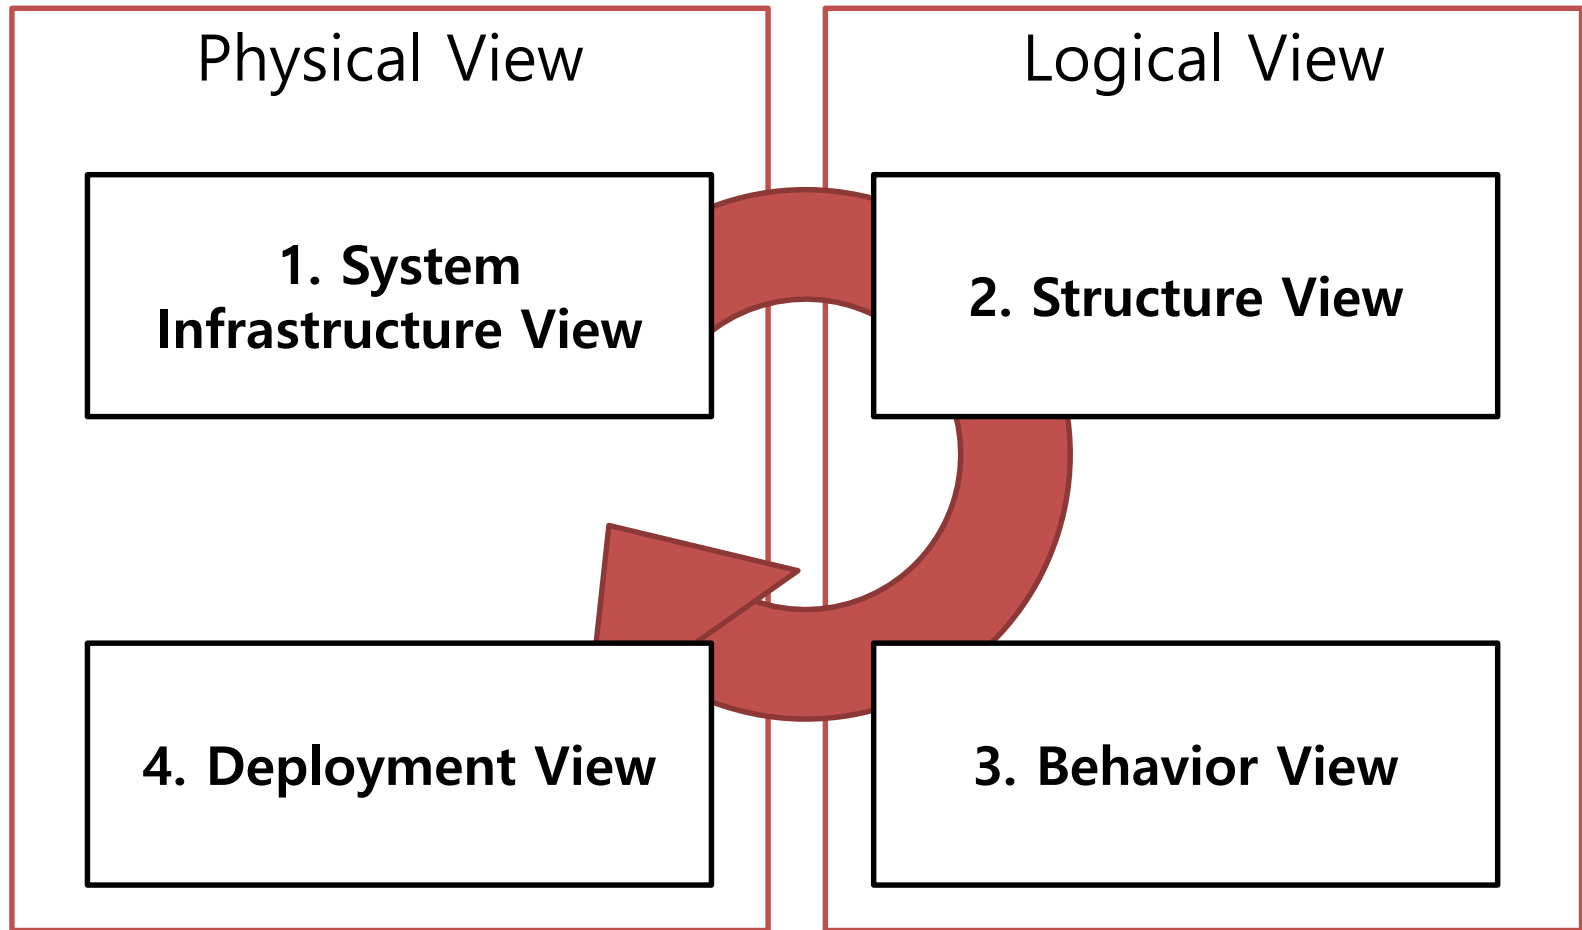 Physical View
Logical View
1. System
Infrastructure View
2. Structure View
4. Deployment View
3. Behavior View